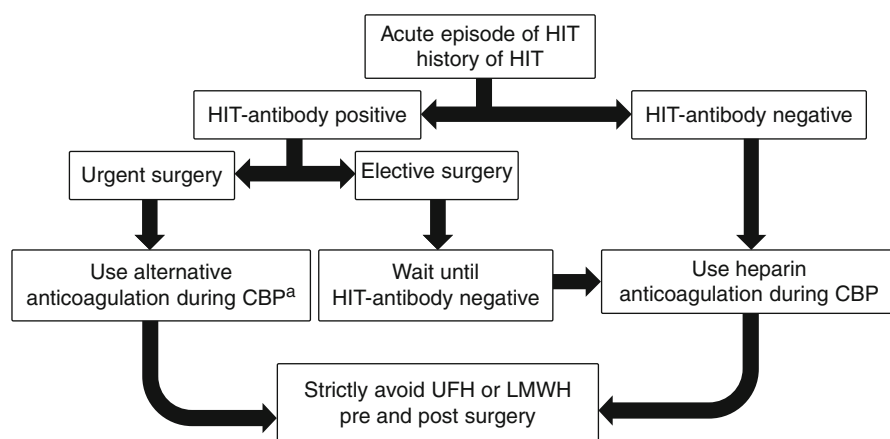 Acute episode of HIT
history of HIT
HIT-antibody positive
HIT-antibody negative
Urgent surgery
Elective surgery
Use alternative
anticoagulation during CBPa
Wait until
HIT-antibody negative
Use heparin
anticoagulation during CBP
Strictly avoid UFH or LMWH
pre and post surgery